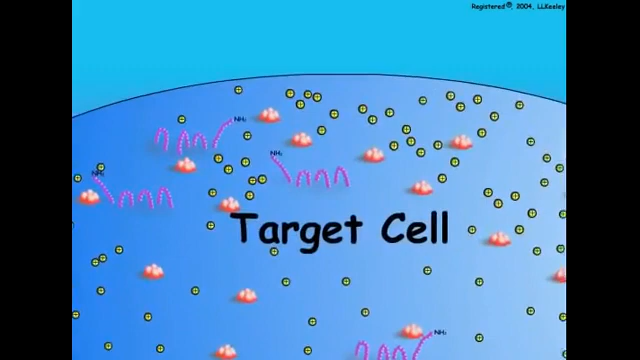 Registered®, 2004, LLKeeley
NH₂
NH₂
NH₂
Target Cell
NH₂